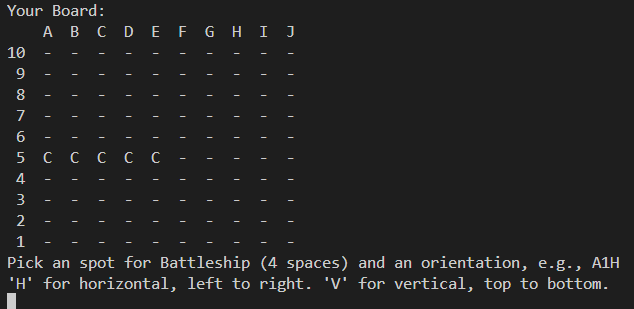 Your Board:
A B C D E F G H I J
10 - - - - - - - - - -
9 - - - - - - - - - -
8 - - - - - - - - - -
7 - - - - - - - - - -
6 - - - - - - - - - -
5 C C C C C - - - - -
4 - - - - - - - - - -
3 - - - - - - - - - -
2 - - - - - - - - - -
1 - - - - - - - - - -
Pick an spot for Battleship (4 spaces) and an orientation, e.g., A1H
'H' for horizontal, left to right. 'V' for vertical, top to bottom.